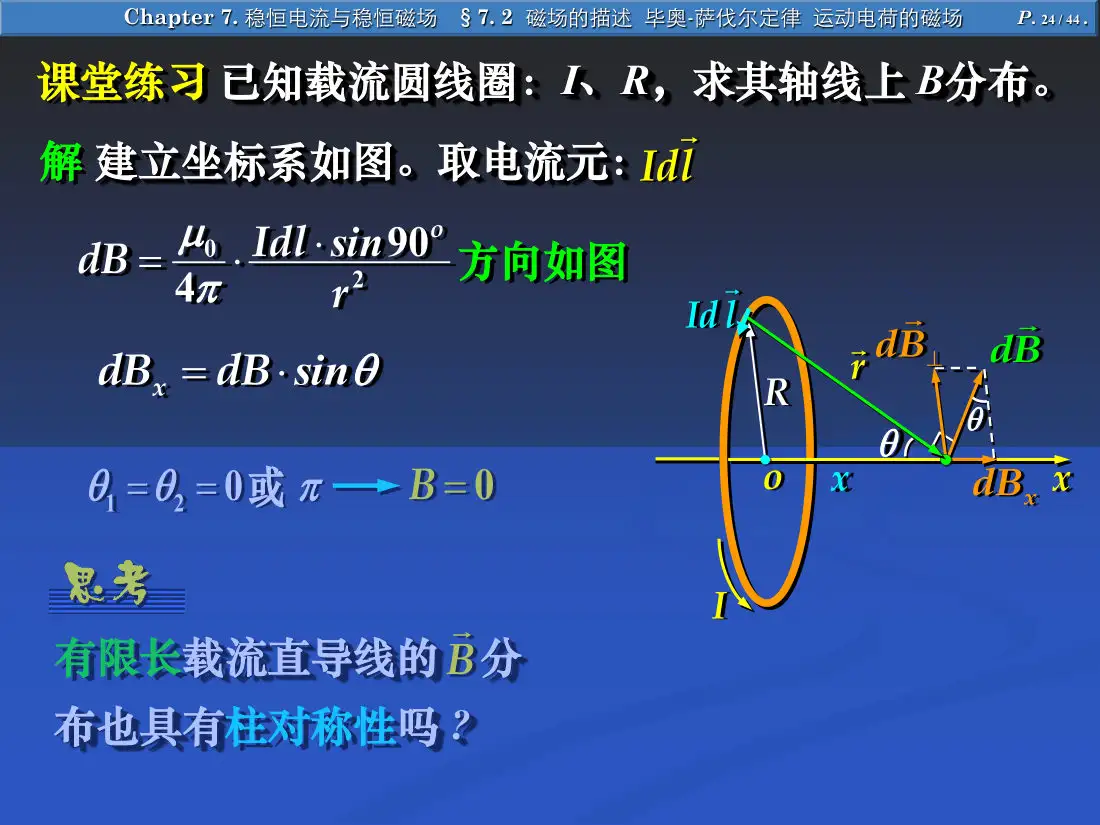 Chapter 7. 稳恒电流与稳恒磁场 §7.2 磁场的描述 毕奥-萨伐尔定律 运动电荷的磁场 P. 24 / 44 .
课堂练习 已知载流圆线圈：I、R，求其轴线上 B分布。
解 建立坐标系如图。取电流元：Idl⃗
dB = μ₀/4π · Idl · sin90°/r² 方向如图
dBₓ = dB · sinθ
θ₁ = θ₂ = 0或 π → B = 0
思考
有限长载流直导线的 B⃗ 分
布也具有柱对称性吗？
Idl⃗
R
r⃗
dB⃗⊥
dB⃗
θ
θ
o
x
dBₓ
x
I